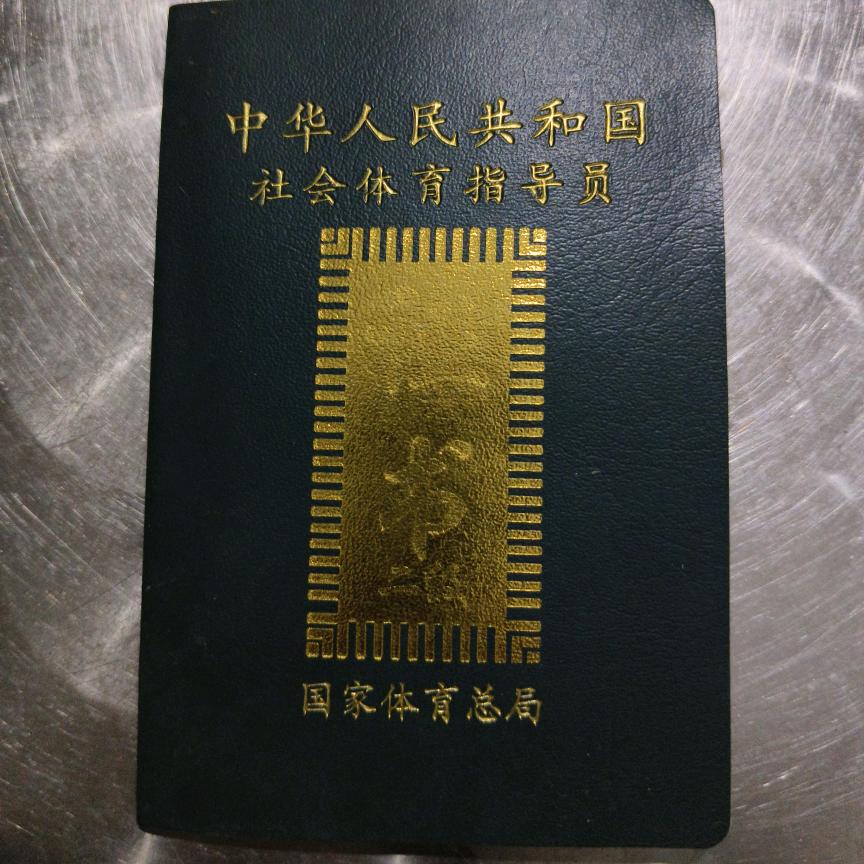 中华人民共和国
社会体育指导员
国家体育总局